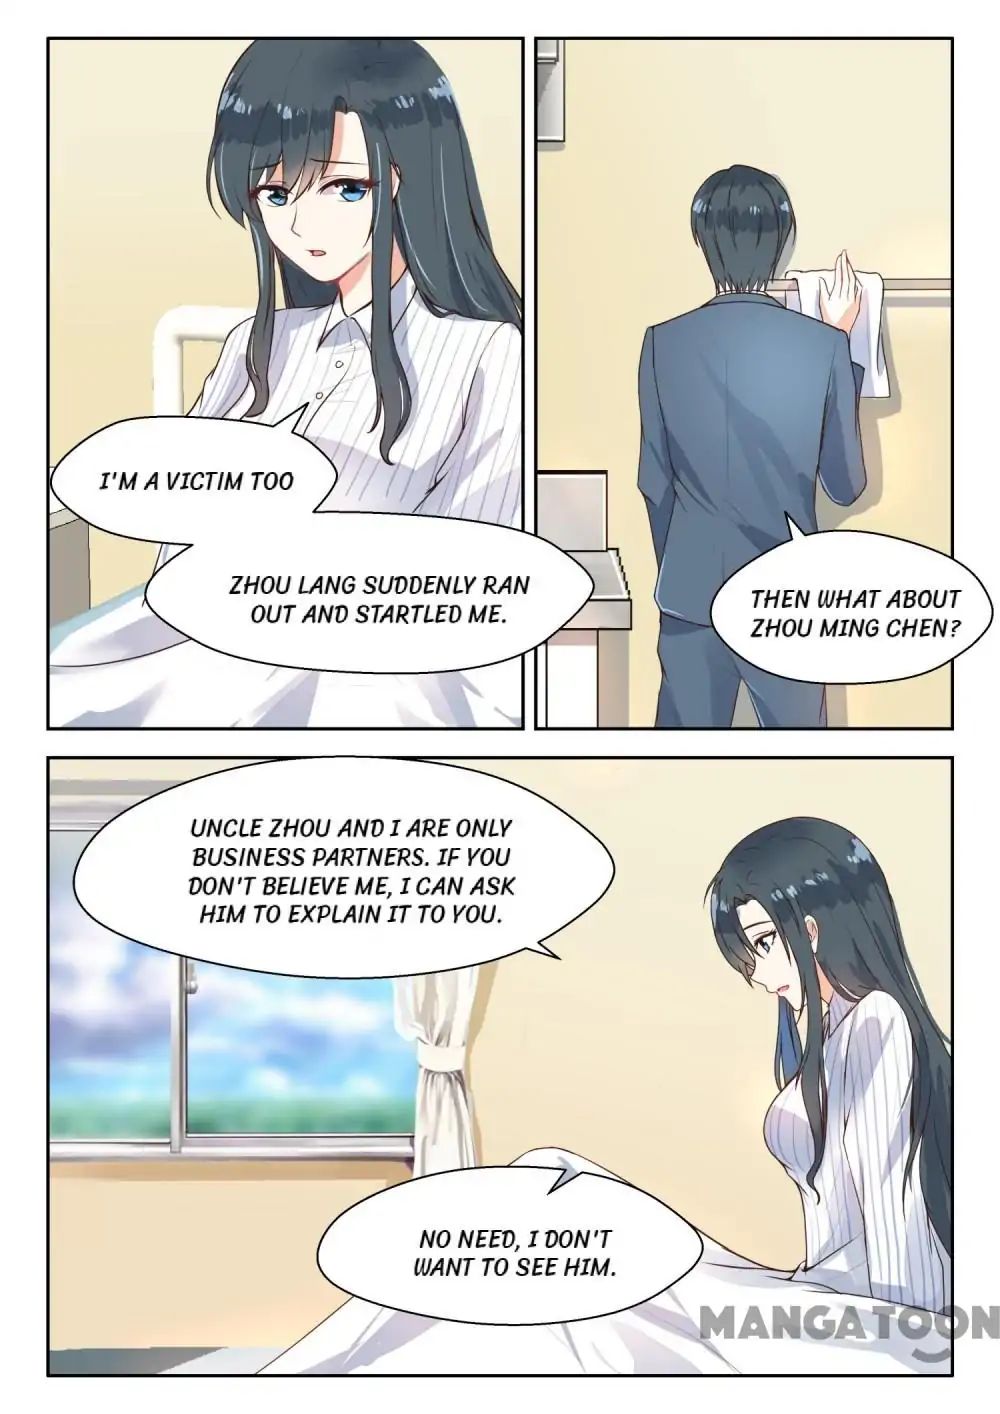 I'M A VICTIM TOO
ZHOU LANG SUDDENLY RAN
OUT AND STARTLED ME.
THEN WHAT ABOUT
ZHOU MING CHEN?
UNCLE ZHOU AND I ARE ONLY
BUSINESS PARTNERS. IF YOU
DON'T BELIEVE ME, I CAN ASK
HIM TO EXPLAIN IT TO YOU.
NO NEED, I DON'T
WANT TO SEE HIM.
MANGATOON